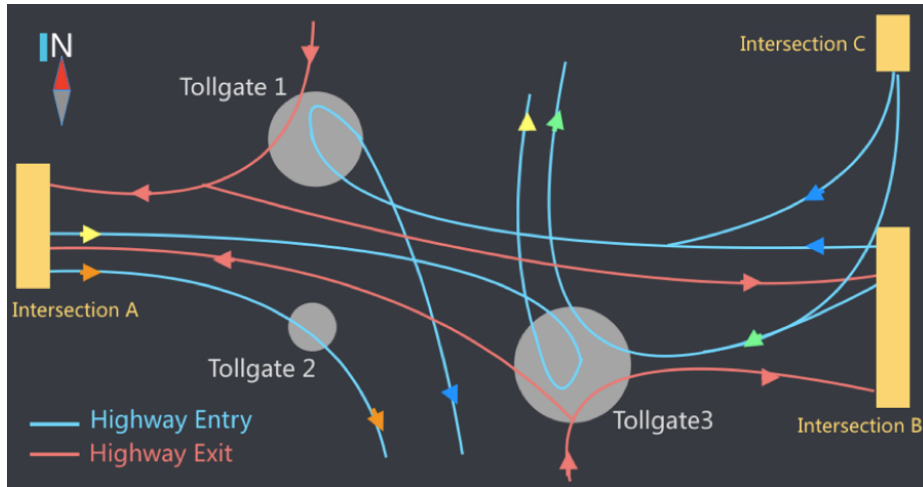 N
Intersection C
Tollgate 1
Intersection A
Tollgate 2
Tollgate3
Intersection B
Highway Entry
Highway Exit